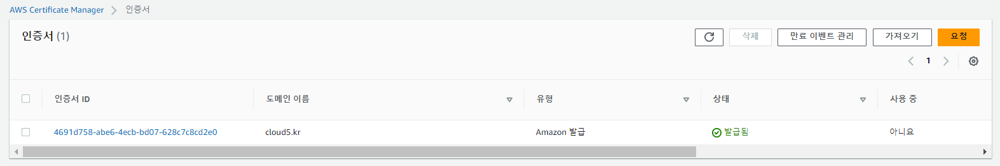 AWS Certificate Manager > 인증서
인증서 (1)
삭제 만료 이벤트 관리 가져오기 요청
1
인증서 ID 도메인 이름 유형 상태 사용 중
4691d758-abe6-4ecb-bd07-628c7c8cd2e0 cloud5.kr Amazon 발급 발급됨 아니요